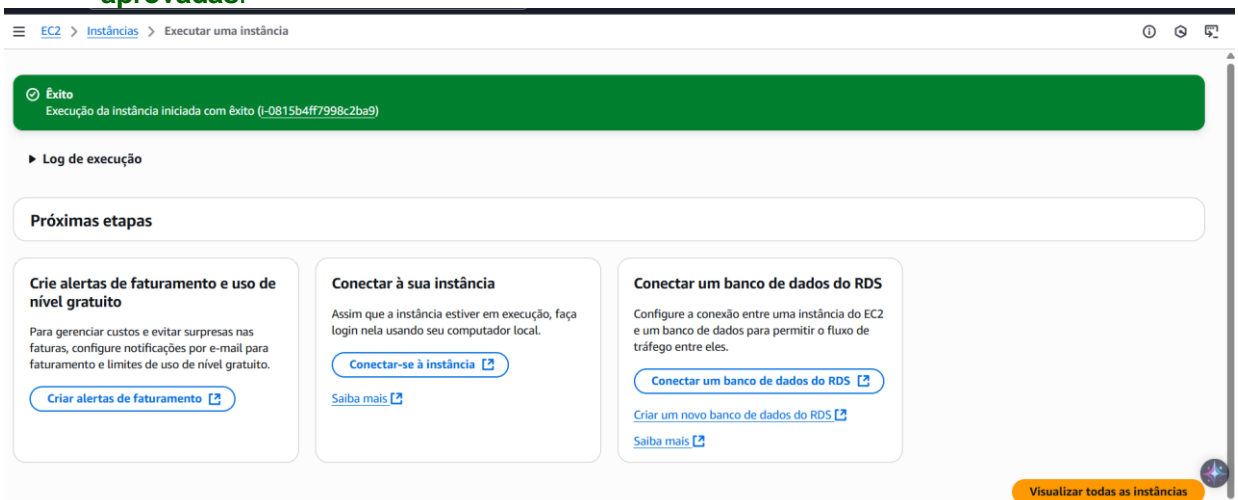 aprovadas.
EC2 > Instâncias > Executar uma instância
Êxito
Execução da instância iniciada com êxito (i-0815b4ff7998c2ba9)
Log de execução
Próximas etapas
Crie alertas de faturamento e uso de
nível gratuito
Para gerenciar custos e evitar surpresas nas
faturas, configure notificações por e-mail para
faturamento e limites de uso de nível gratuito.
Criar alertas de faturamento
Conectar à sua instância
Assim que a instância estiver em execução, faça
login nela usando seu computador local.
Conectar-se à instância
Saiba mais
Conectar um banco de dados do RDS
Configure a conexão entre uma instância do EC2
e um banco de dados para permitir o fluxo de
tráfego entre eles.
Conectar um banco de dados do RDS
Criar um novo banco de dados do RDS
Saiba mais
Visualizar todas as instâncias